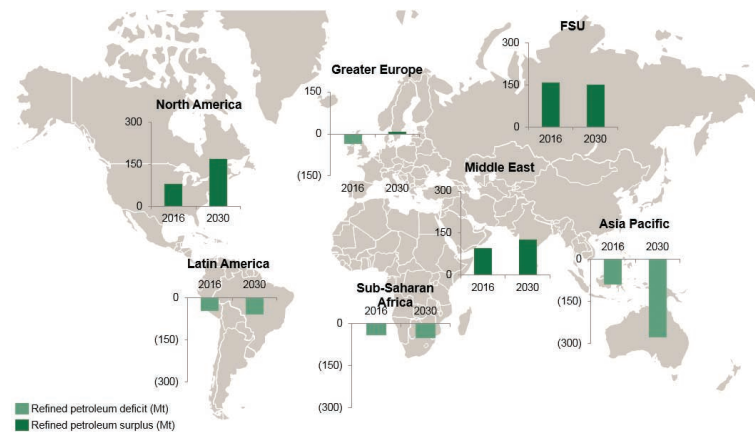 FSU
300
150
0
2016 2030
Greater Europe
150
0
(150)
2016 2030
North America
300
150
0
2016 2030
Middle East
300
150
0
2016 2030
Asia Pacific
2016 2030
0
(150)
(300)
Latin America
2016 2030
0
(150)
(300)
Sub-Saharan
Africa
2016 2030
0
(150)
(300)
Refined petroleum deficit (Mt)
Refined petroleum surplus (Mt)